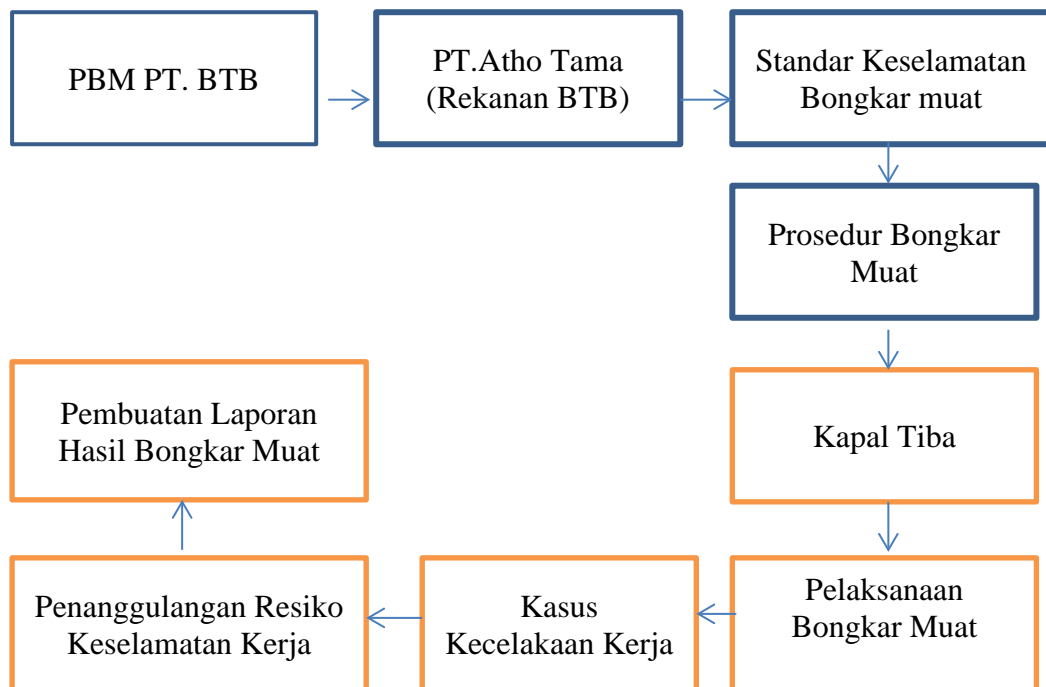 PBM PT. BTB
PT.Atho Tama
(Rekanan BTB)
Standar Keselamatan
Bongkar muat
Prosedur Bongkar
Muat
Kapal Tiba
Pelaksanaan
Bongkar Muat
Kasus
Kecelakaan Kerja
Penanggulangan Resiko
Keselamatan Kerja
Pembuatan Laporan
Hasil Bongkar Muat